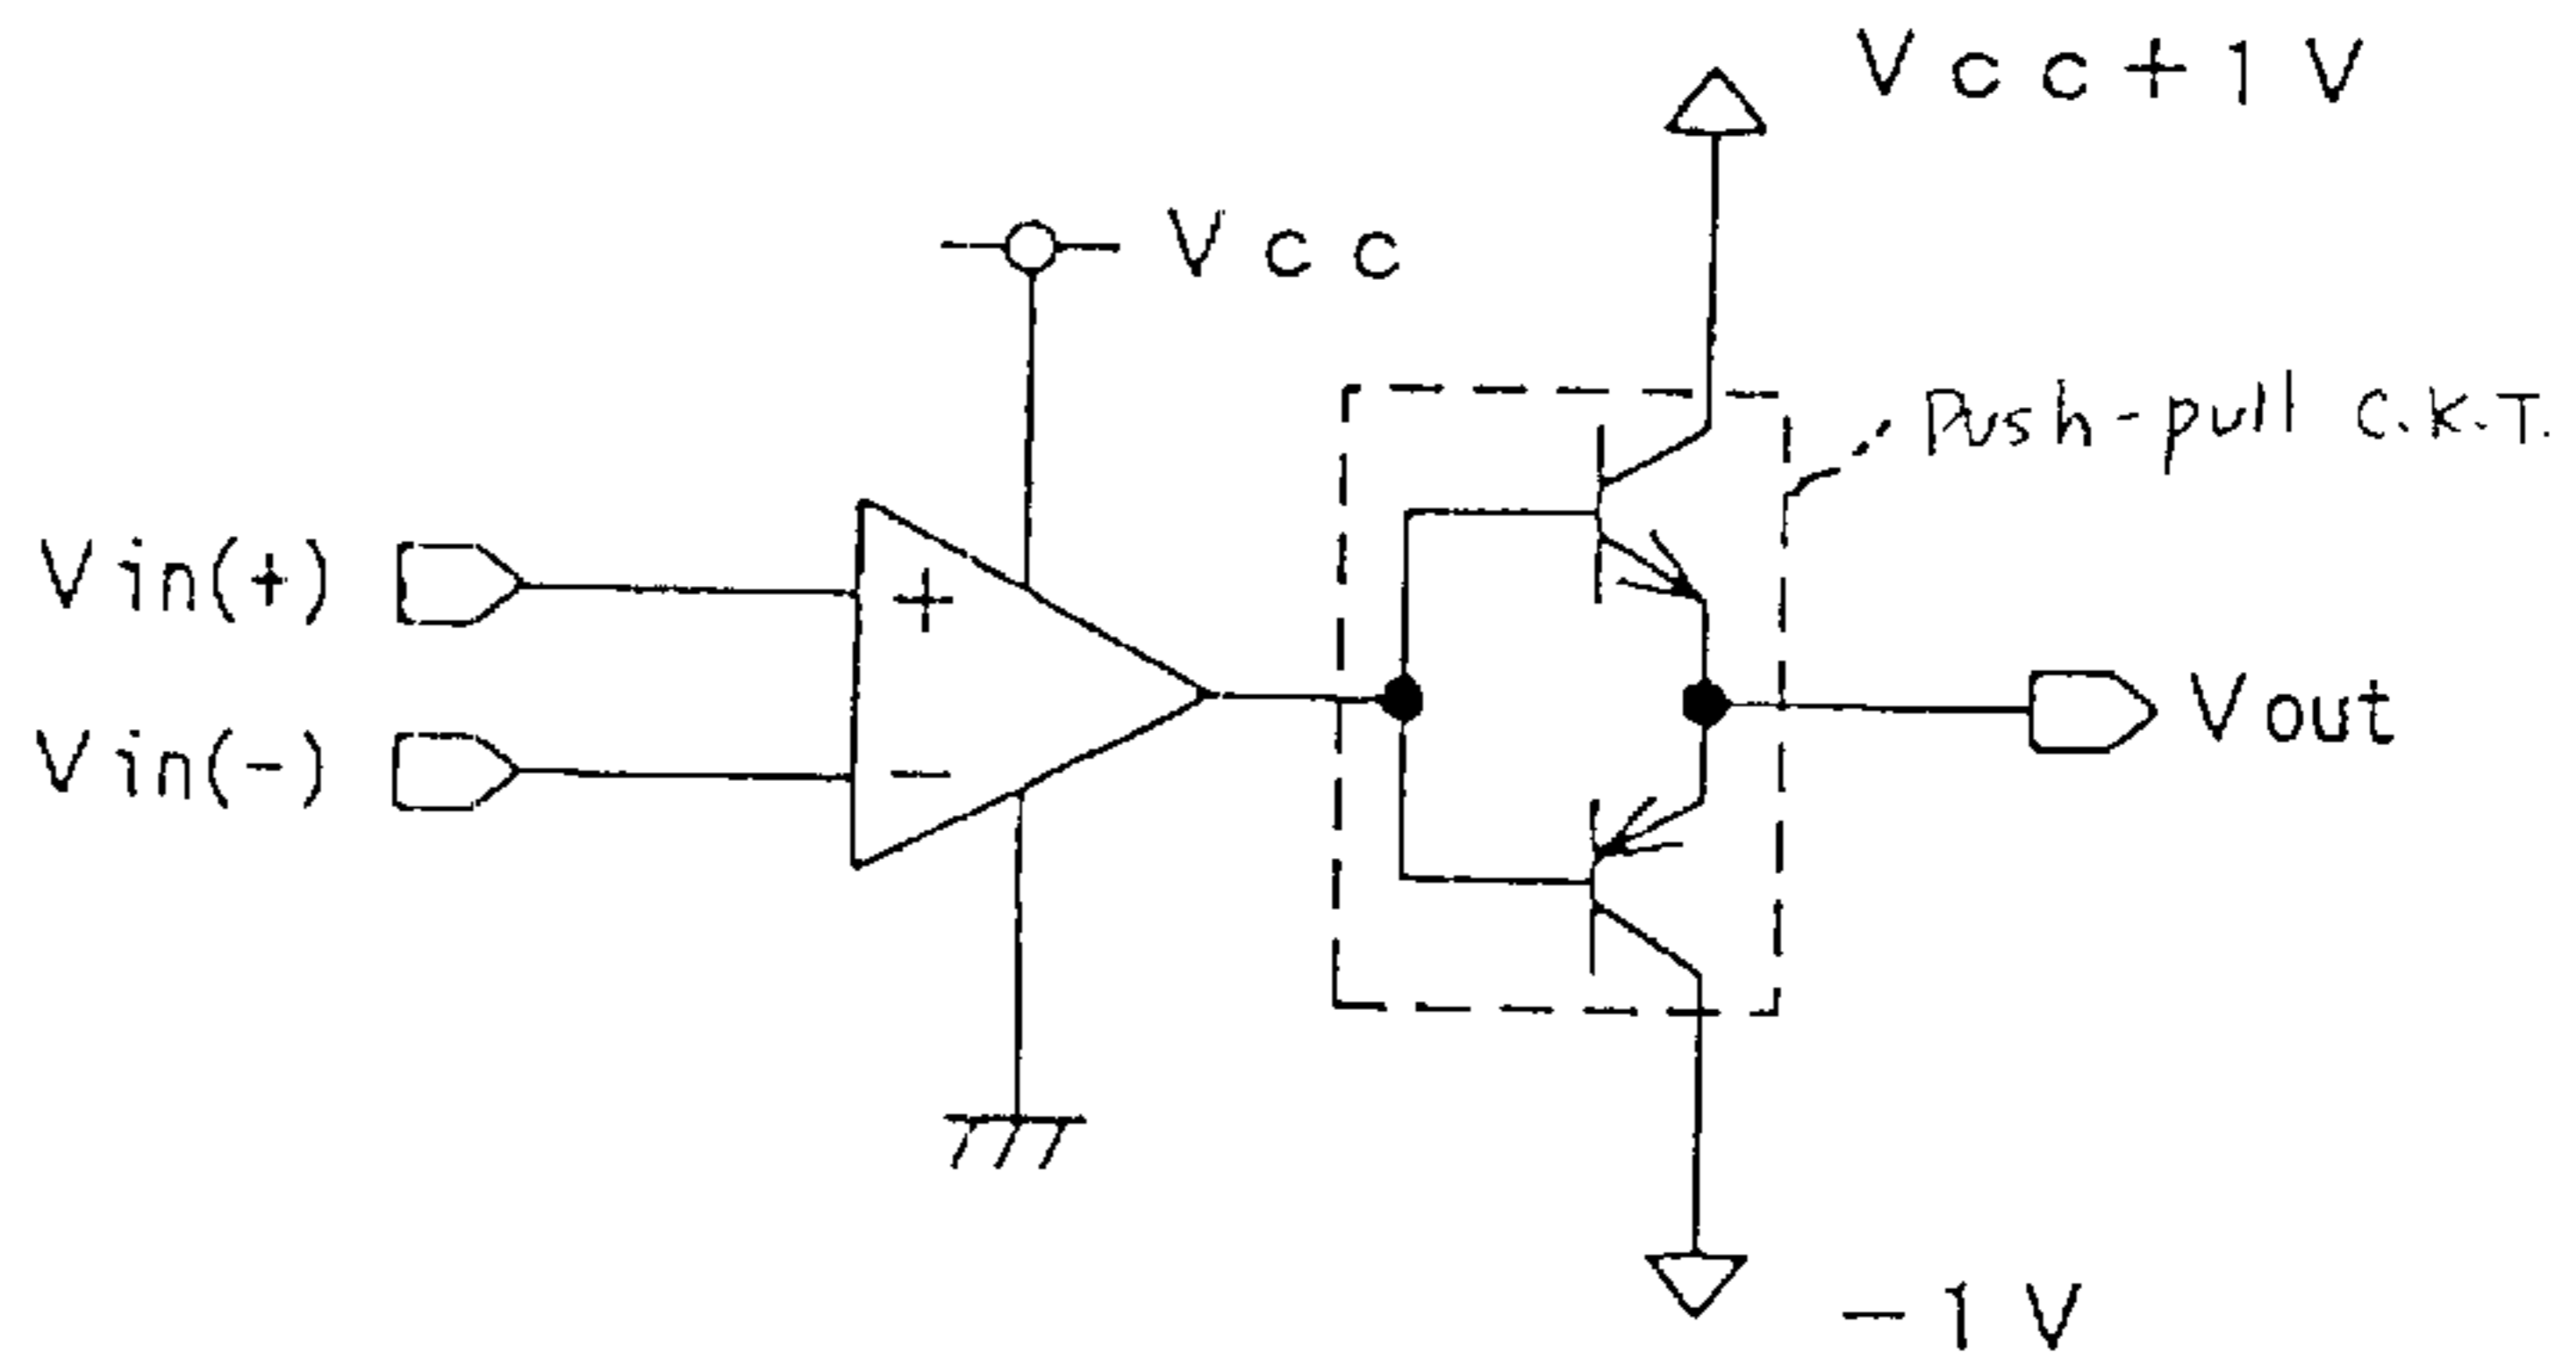 Vcc+1V
Vcc
Push-pull C.K.T.
Vin(+)
+
Vout
Vin(-)
-
-1V